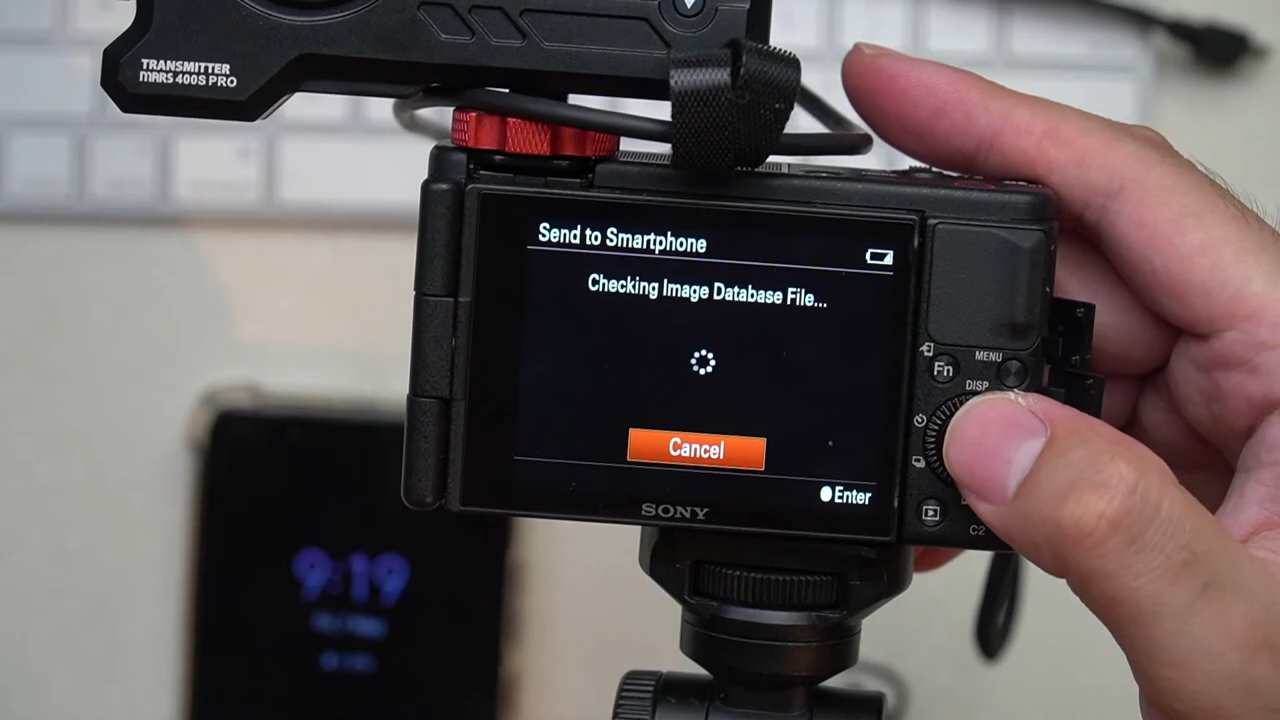 TRANSMITTER
MARS 400S PRO
Send to Smartphone
Checking Image Database File...
MENU
Fn
DISP
Cancel
Enter
SONY
C2
9:19